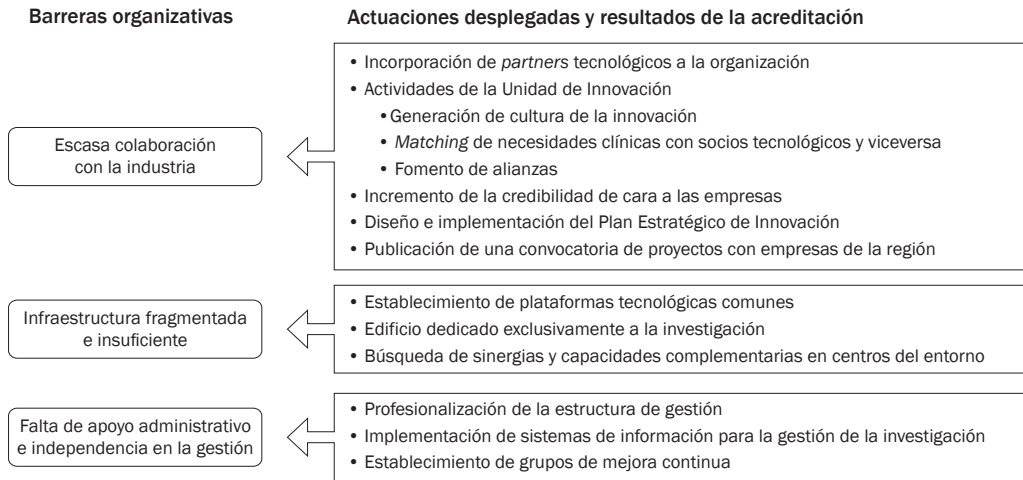 Barreras organizativas
Actuaciones desplegadas y resultados de la acreditación
Escasa colaboración
con la industria
• Incorporación de partners tecnológicos a la organización
• Actividades de la Unidad de Innovación
• Generación de cultura de la innovación
• Matching de necesidades clínicas con socios tecnológicos y viceversa
• Fomento de alianzas
• Incremento de la credibilidad de cara a las empresas
• Diseño e implementación del Plan Estratégico de Innovación
• Publicación de una convocatoria de proyectos con empresas de la región
Infraestructura fragmentada
e insuficiente
• Establecimiento de plataformas tecnológicas comunes
• Edificio dedicado exclusivamente a la investigación
• Búsqueda de sinergias y capacidades complementarias en centros del entorno
Falta de apoyo administrativo
e independencia en la gestión
• Profesionalización de la estructura de gestión
• Implementación de sistemas de información para la gestión de la investigación
• Establecimiento de grupos de mejora continua